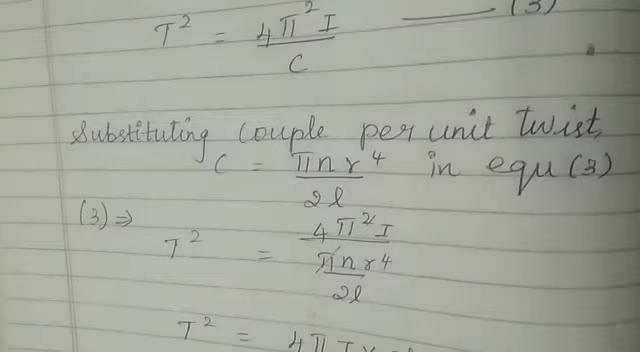 T² = 4π²I / C ——— (3)
Substituting couple per unit twist,
C = πnr⁴ / 2l in equ (3)
(3) ⇒
T² = 4π²I / (πnr⁴ / 2l)
T² = 4πI